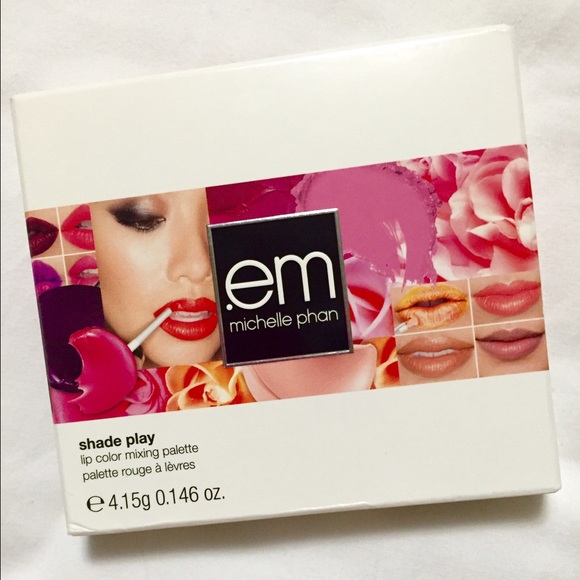 .em
michelle phan
shade play
lip color mixing palette
palette rouge à lèvres
℮ 4.15g 0.146 oz.